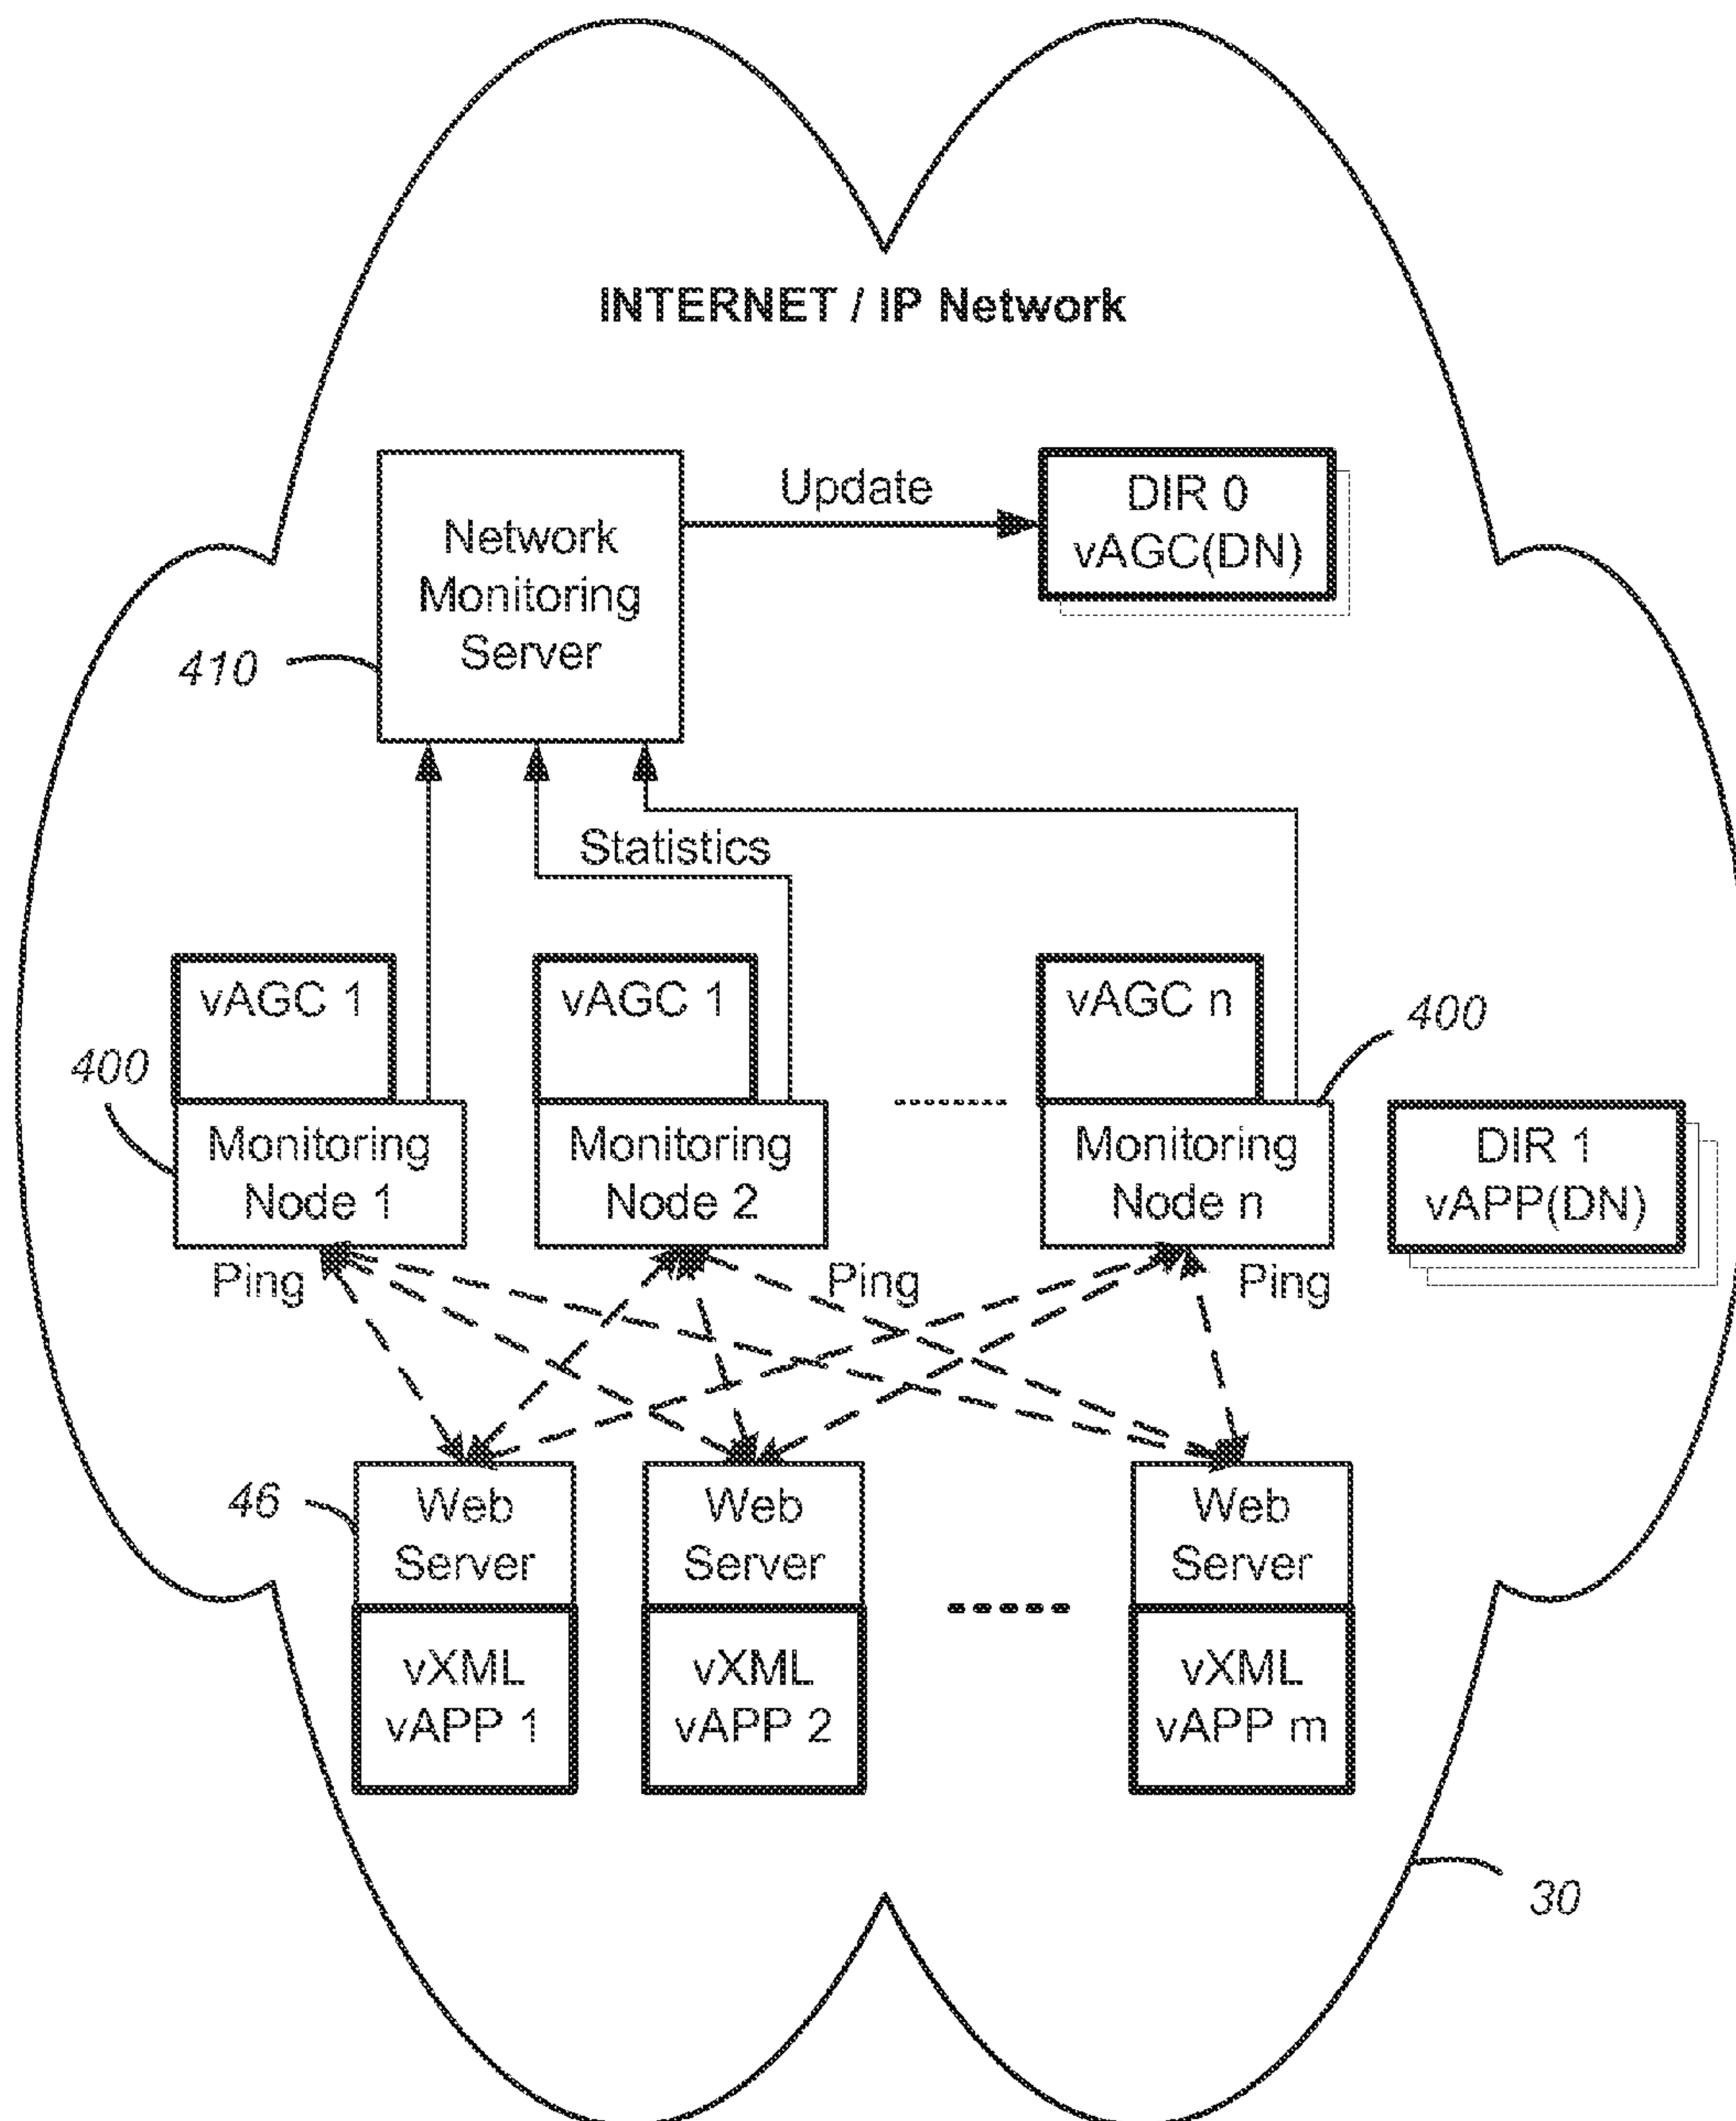 INTERNET / IP Network
Update
DIR 0
vAGC(DN)
Network
Monitoring
Server
410
Statistics
vAGC 1
vAGC 1
vAGC n
400
400
Monitoring
Node 1
Monitoring
Node 2
Monitoring
Node n
DIR 1
vAPP(DN)
Ping
Ping
Ping
46
Web
Server
Web
Server
Web
Server
vXML
vAPP 1
vXML
vAPP 2
vXML
vAPP m
30